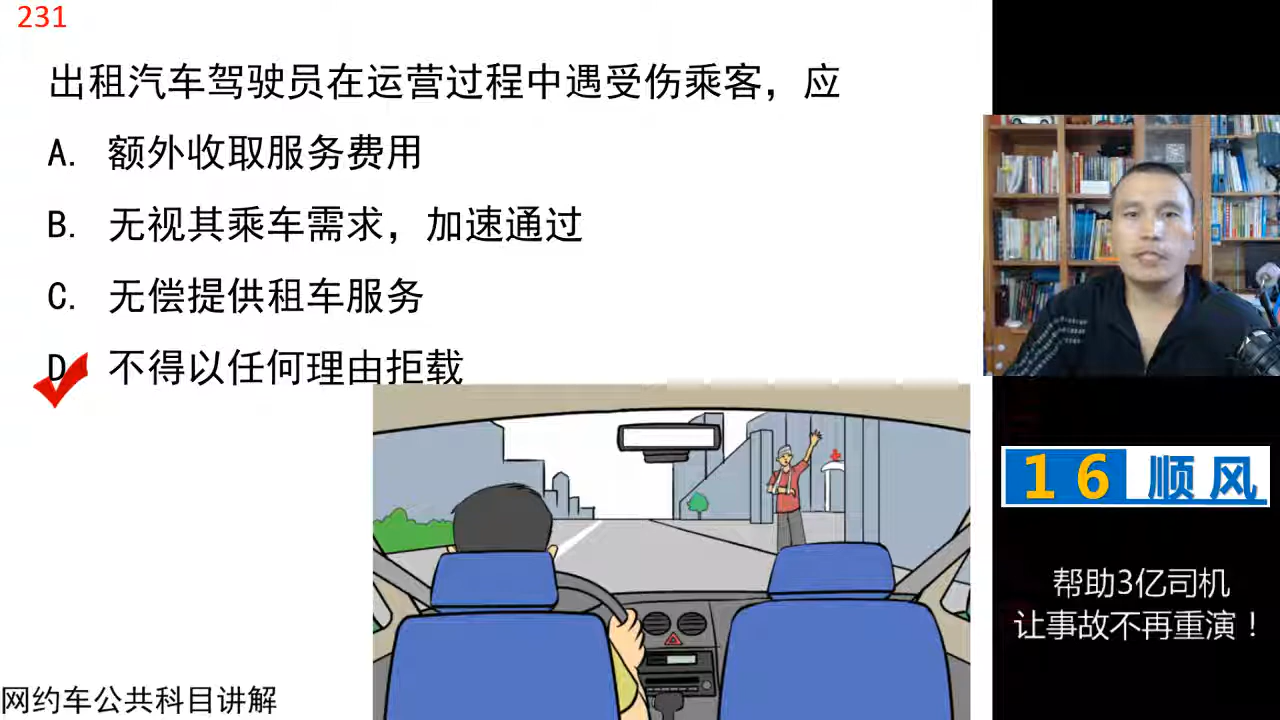 231
出租汽车驾驶员在运营过程中遇受伤乘客，应
A. 额外收取服务费用
B. 无视其乘车需求，加速通过
C. 无偿提供租车服务
D. 不得以任何理由拒载
16 顺风
帮助3亿司机
让事故不再重演！
网约车公共科目讲解